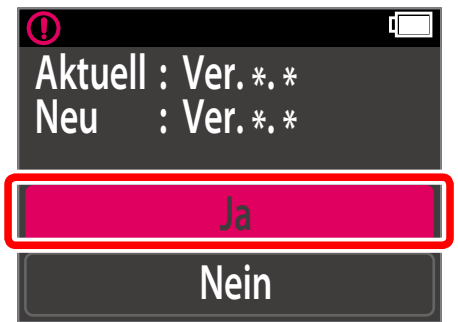 Aktuell : Ver. *. *
Neu : Ver. *. *
Ja
Nein